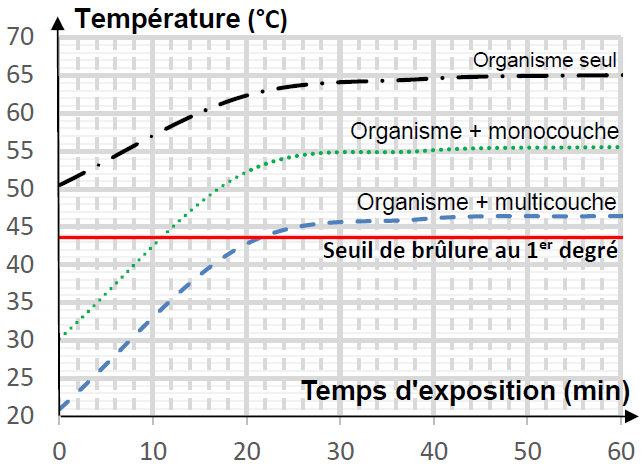 Température (°C)
70
65
60
55
50
45
40
35
30
25
20
Organisme seul
Organisme + monocouche
Organisme + multicouche
Seuil de brûlure au 1er degré
Temps d'exposition (min)
0 10 20 30 40 50 60